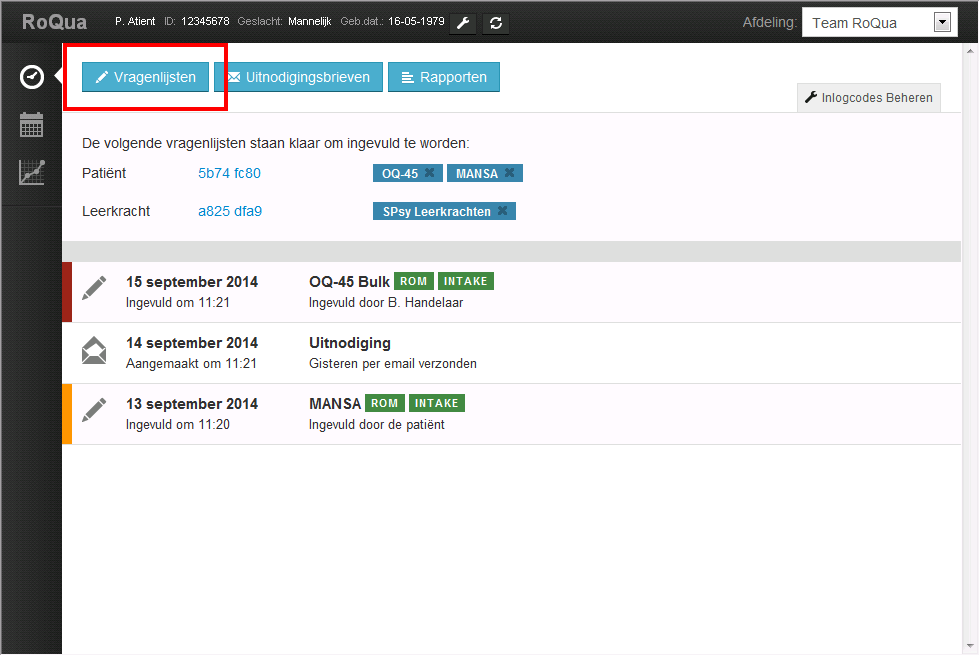 RoQua P. Atient ID: 12345678 Geslacht: Mannelijk Geb.dat.: 16-05-1979 Afdeling: Team RoQua
Vragenlijsten Uitnodigingsbrieven Rapporten
Inlogcodes Beheren
De volgende vragenlijsten staan klaar om ingevuld te worden:
Patiënt 5b74 fc80 OQ-45 MANSA
Leerkracht a825 dfa9 SPsy Leerkrachten
15 september 2014 OQ-45 Bulk ROM INTAKE
Ingevuld om 11:21 Ingevuld door B. Handelaar
14 september 2014 Uitnodiging
Aangemaakt om 11:21 Gisteren per email verzonden
13 september 2014 MANSA ROM INTAKE
Ingevuld om 11:20 Ingevuld door de patiënt